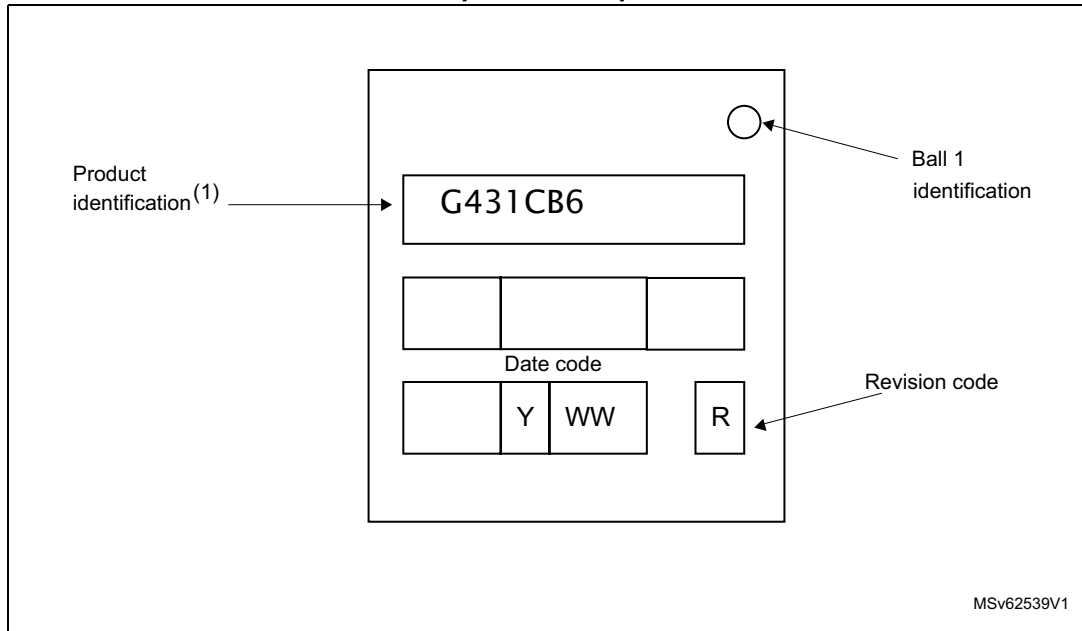 Product
identification(1)
G431CB6
Ball 1
identification
Date code
Y WW R
Revision code
MSv62539V1